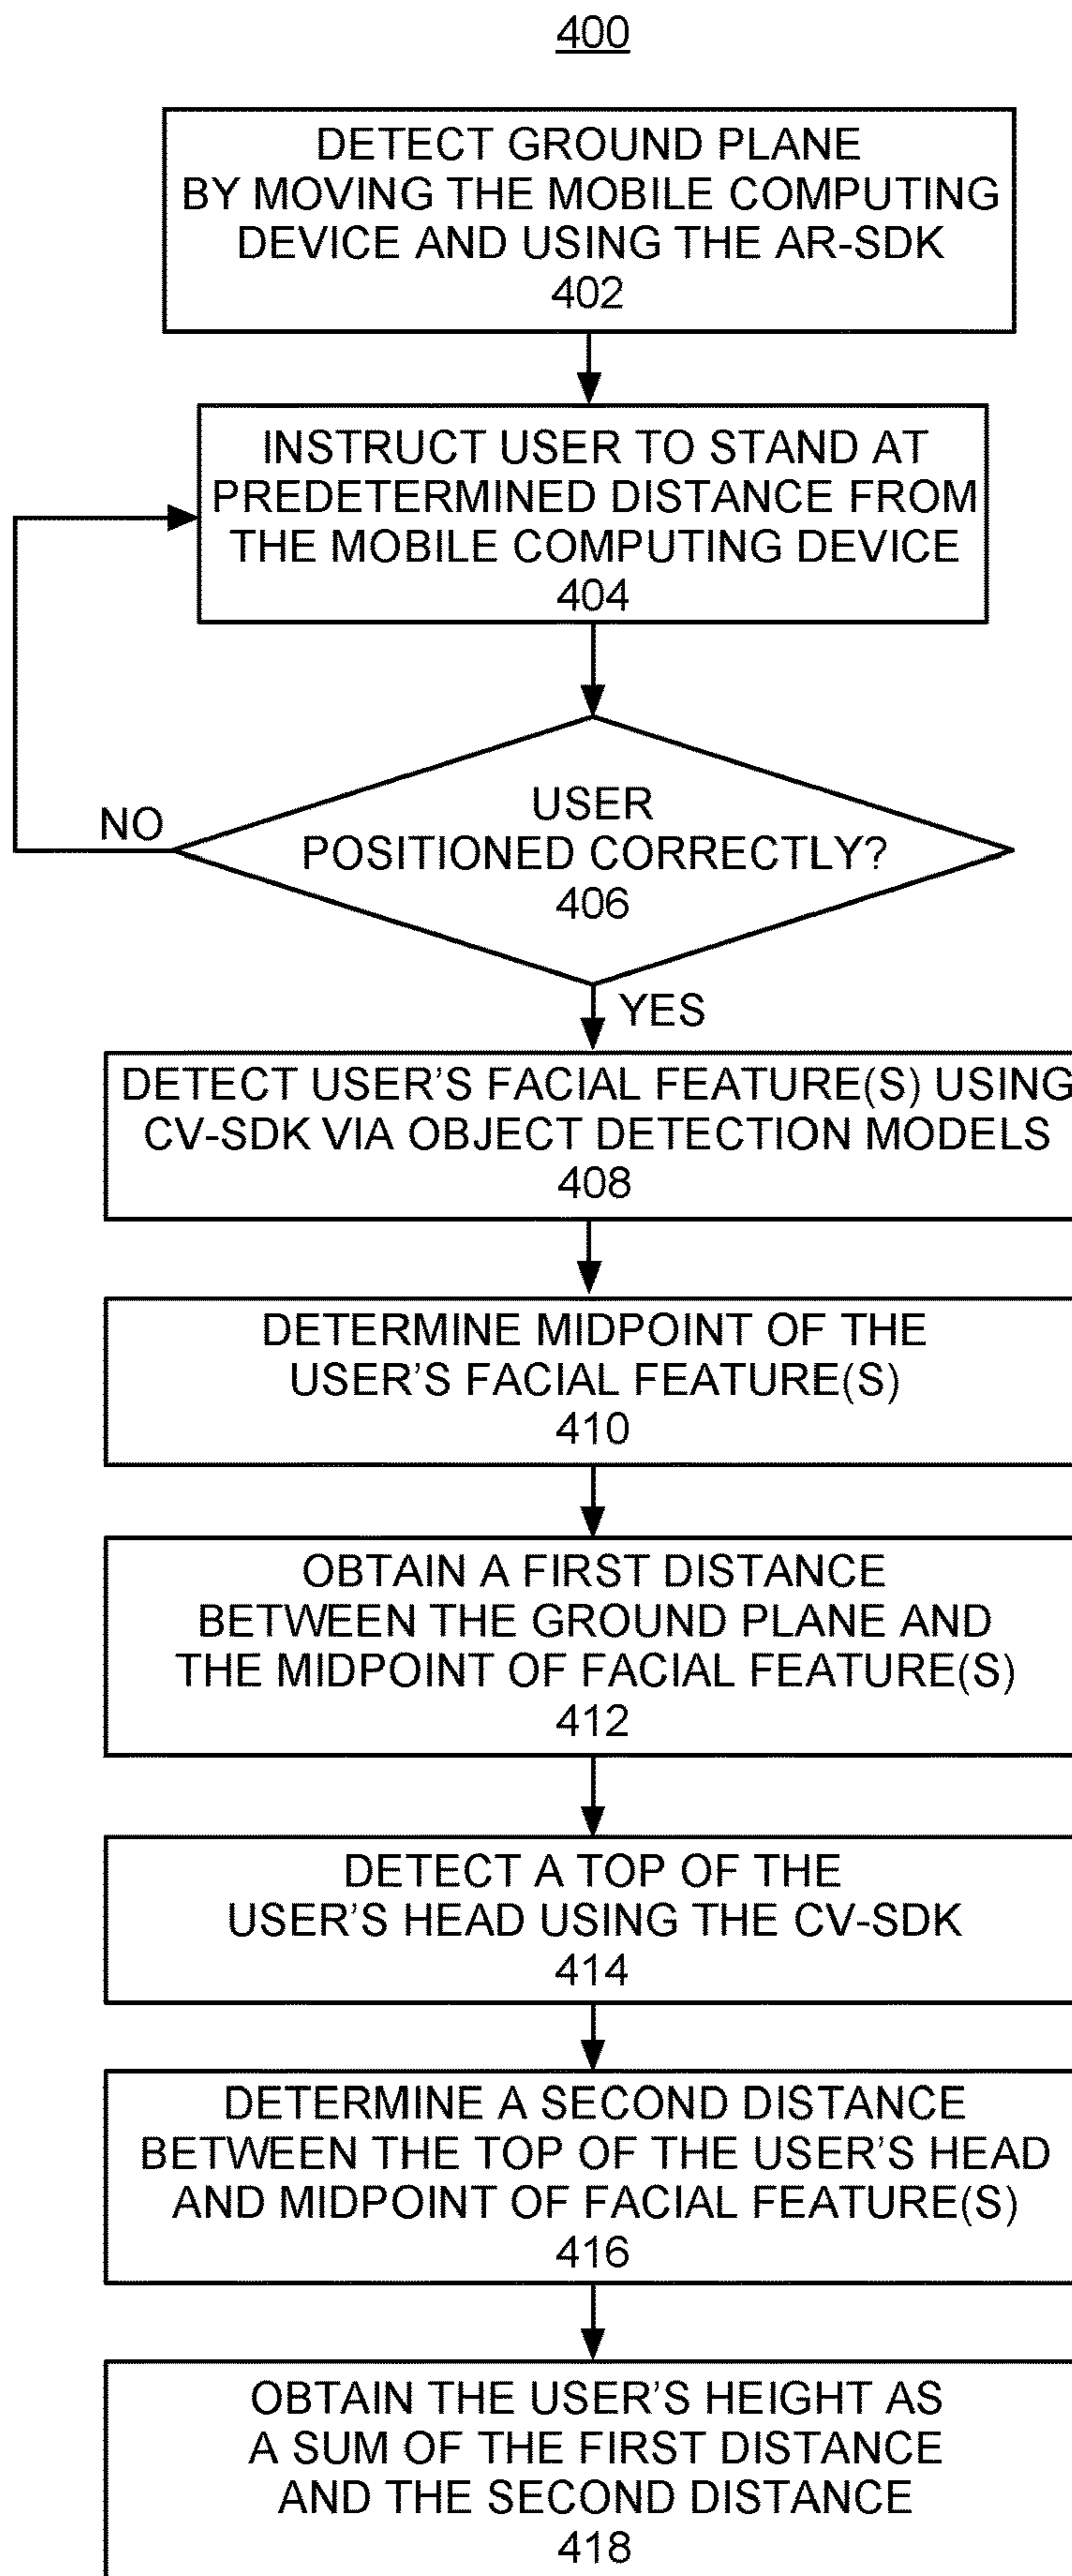 400
DETECT GROUND PLANE
BY MOVING THE MOBILE COMPUTING
DEVICE AND USING THE AR-SDK
402
INSTRUCT USER TO STAND AT
PREDETERMINED DISTANCE FROM
THE MOBILE COMPUTING DEVICE
404
NO
USER
POSITIONED CORRECTLY?
406
YES
DETECT USER'S FACIAL FEATURE(S) USING
CV-SDK VIA OBJECT DETECTION MODELS
408
DETERMINE MIDPOINT OF THE
USER'S FACIAL FEATURE(S)
410
OBTAIN A FIRST DISTANCE
BETWEEN THE GROUND PLANE AND
THE MIDPOINT OF FACIAL FEATURE(S)
412
DETECT A TOP OF THE
USER'S HEAD USING THE CV-SDK
414
DETERMINE A SECOND DISTANCE
BETWEEN THE TOP OF THE USER'S HEAD
AND MIDPOINT OF FACIAL FEATURE(S)
416
OBTAIN THE USER'S HEIGHT AS
A SUM OF THE FIRST DISTANCE
AND THE SECOND DISTANCE
418